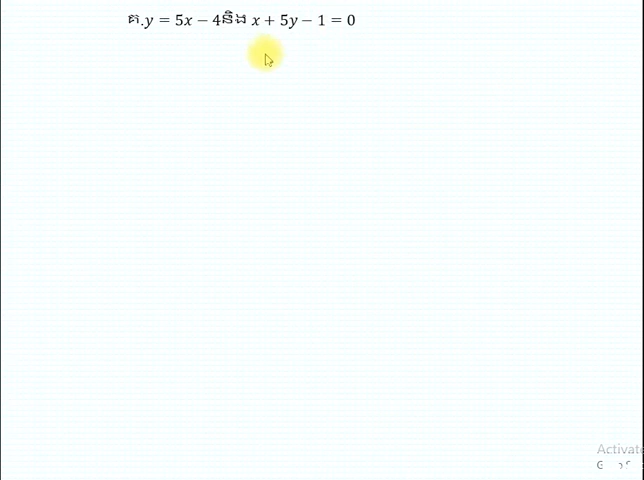 គ.y = 5x − 4និង x + 5y − 1 = 0
Activate